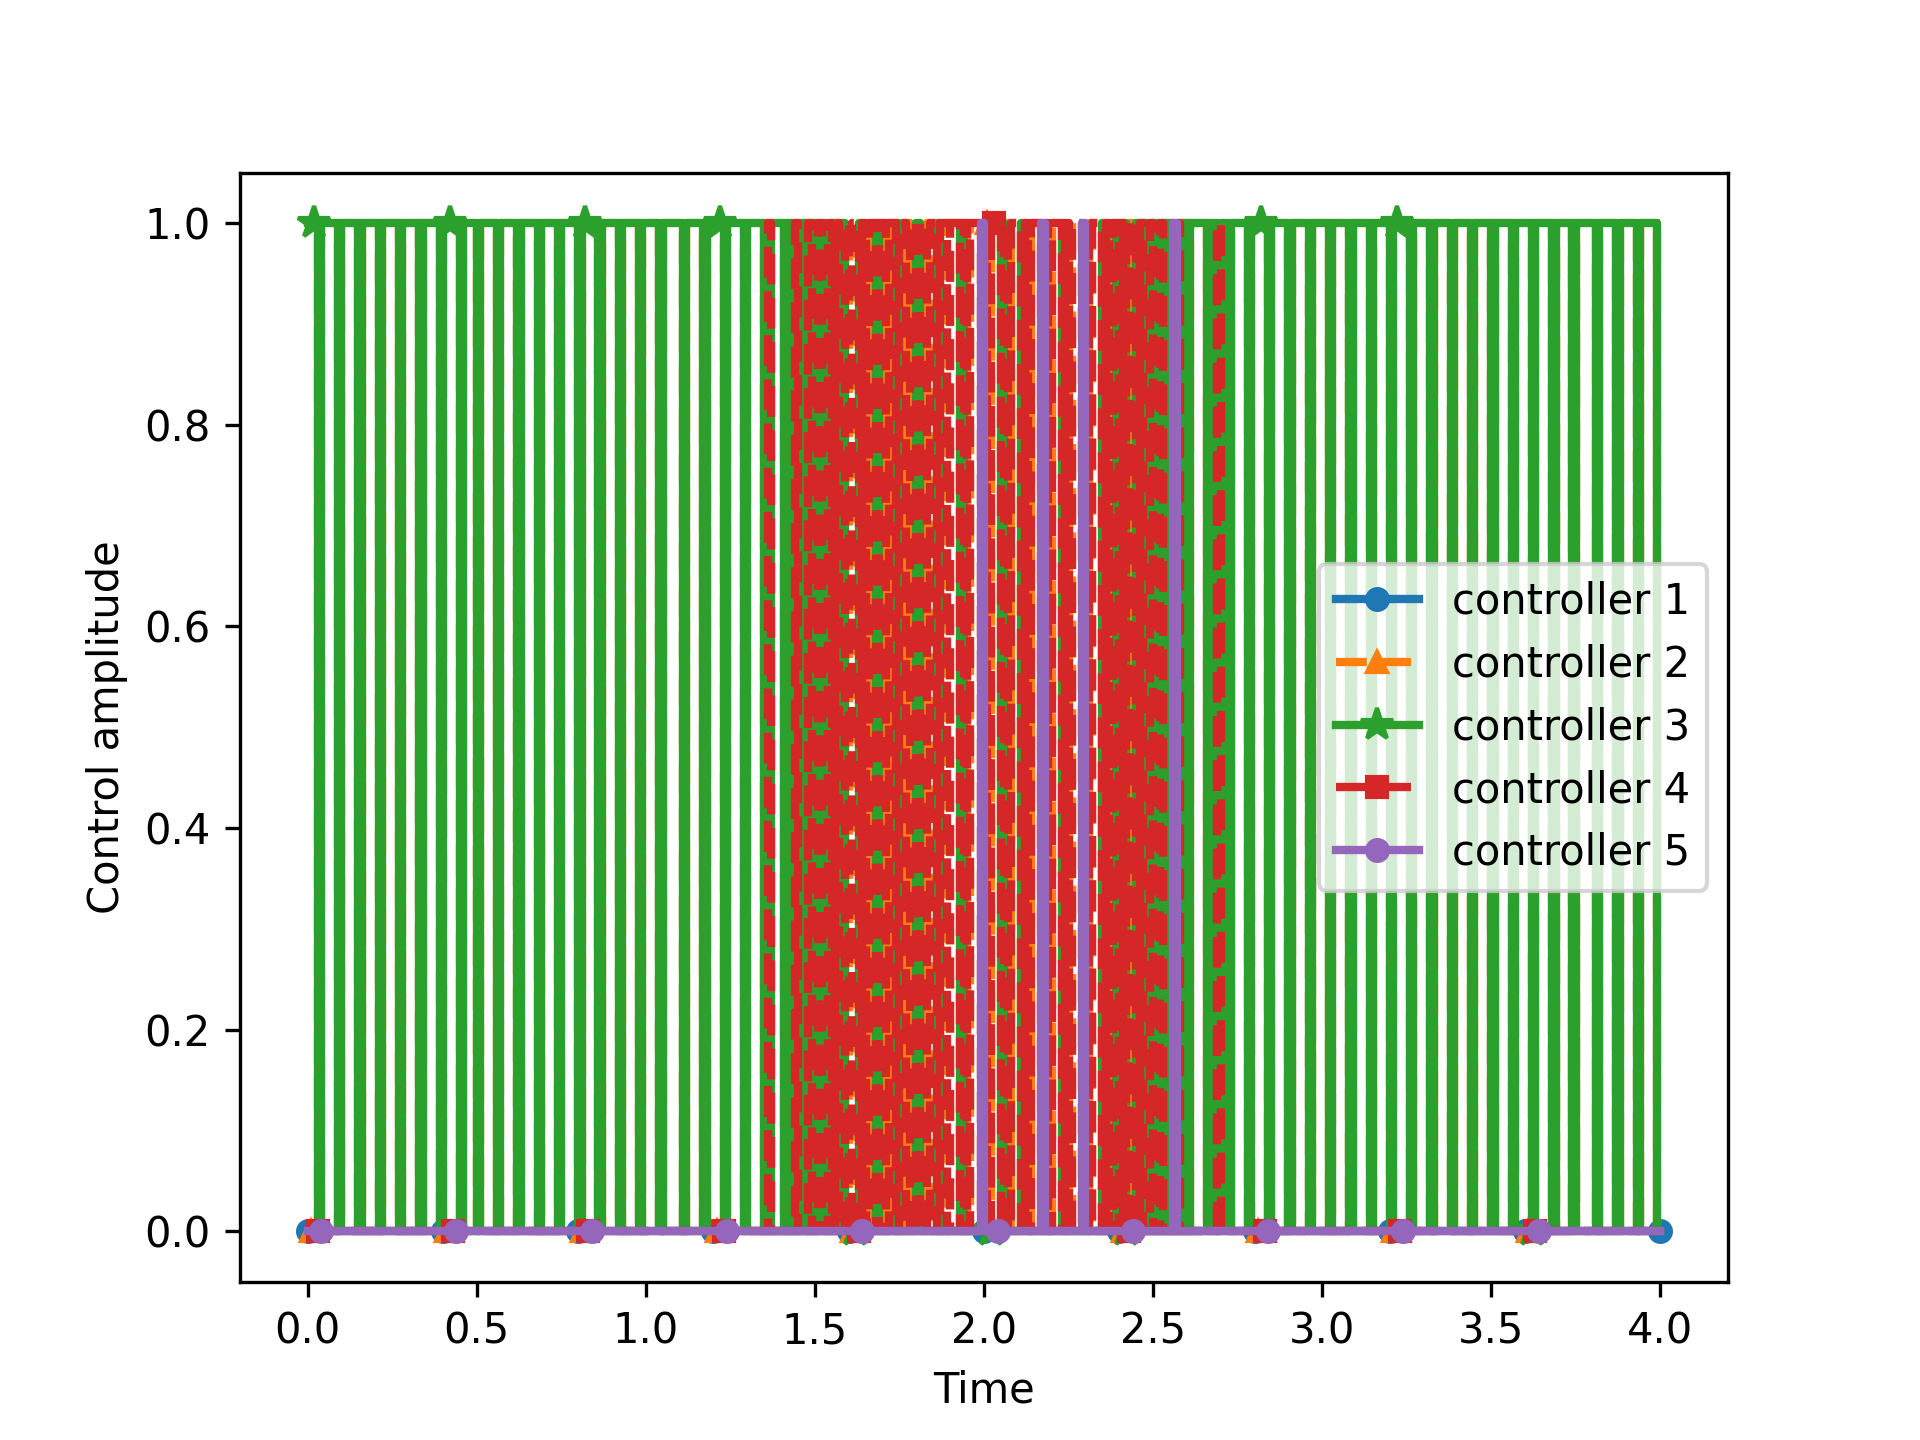 Control amplitude
1.0
0.8
0.6
0.4
0.2
0.0
controller 1
controller 2
controller 3
controller 4
controller 5
0.0 0.5 1.0 1.5 2.0 2.5 3.0 3.5 4.0
Time